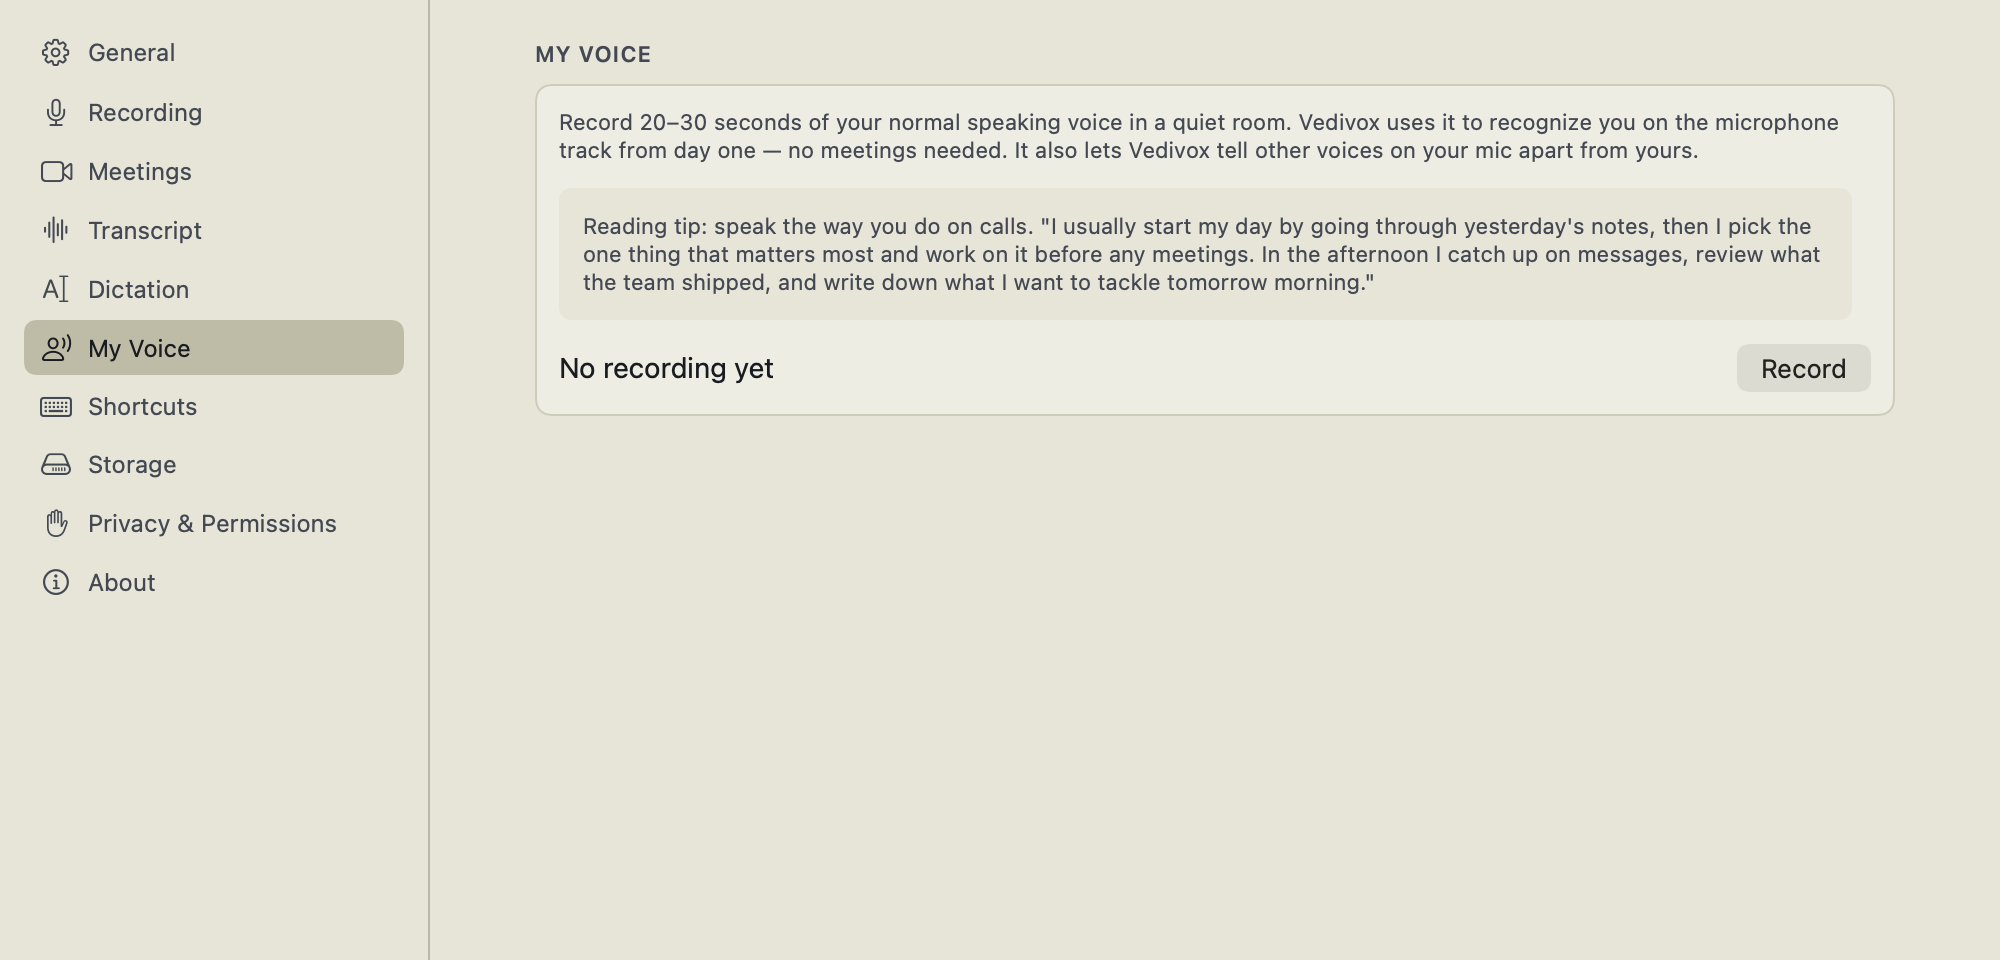 General
Recording
Meetings
Transcript
Dictation
My Voice
Shortcuts
Storage
Privacy & Permissions
About
MY VOICE
Record 20–30 seconds of your normal speaking voice in a quiet room. Vedivox uses it to recognize you on the microphone
track from day one — no meetings needed. It also lets Vedivox tell other voices on your mic apart from yours.
Reading tip: speak the way you do on calls. "I usually start my day by going through yesterday's notes, then I pick the
one thing that matters most and work on it before any meetings. In the afternoon I catch up on messages, review what
the team shipped, and write down what I want to tackle tomorrow morning."
No recording yet
Record